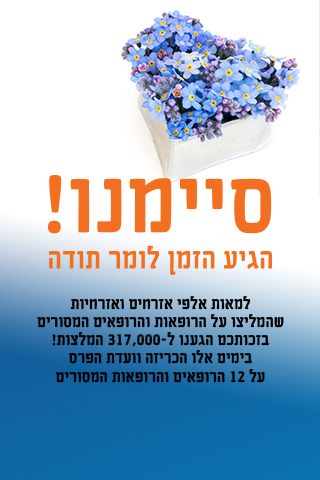 סיימנו!
הגיע הזמן לומר תודה
למאות אלפי אזרחים ואזרחיות
שהמליצו על הרופאות והרופאים המסורים
בזכותכם הגענו ל-317,000 המלצות!
בימים אלו הכריזה וועדת הפרס
על 12 הרופאים והרופאות המסורים